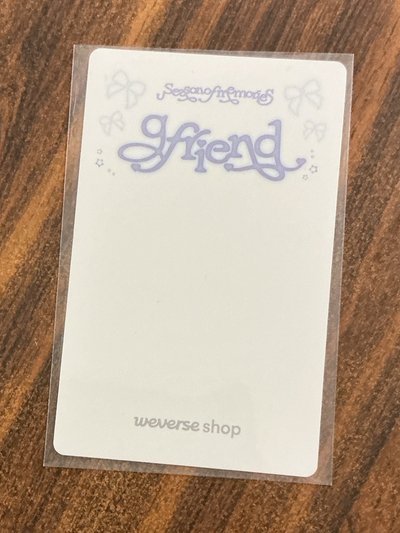 Season of memories
gfriend
weverse shop